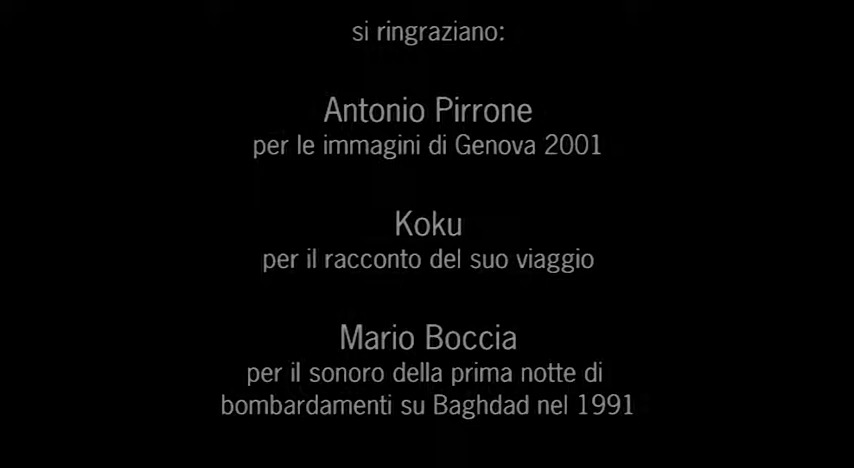 si ringraziano:
Antonio Pirrone
per le immagini di Genova 2001
Koku
per il racconto del suo viaggio
Mario Boccia
per il sonoro della prima notte di
bombardamenti su Baghdad nel 1991